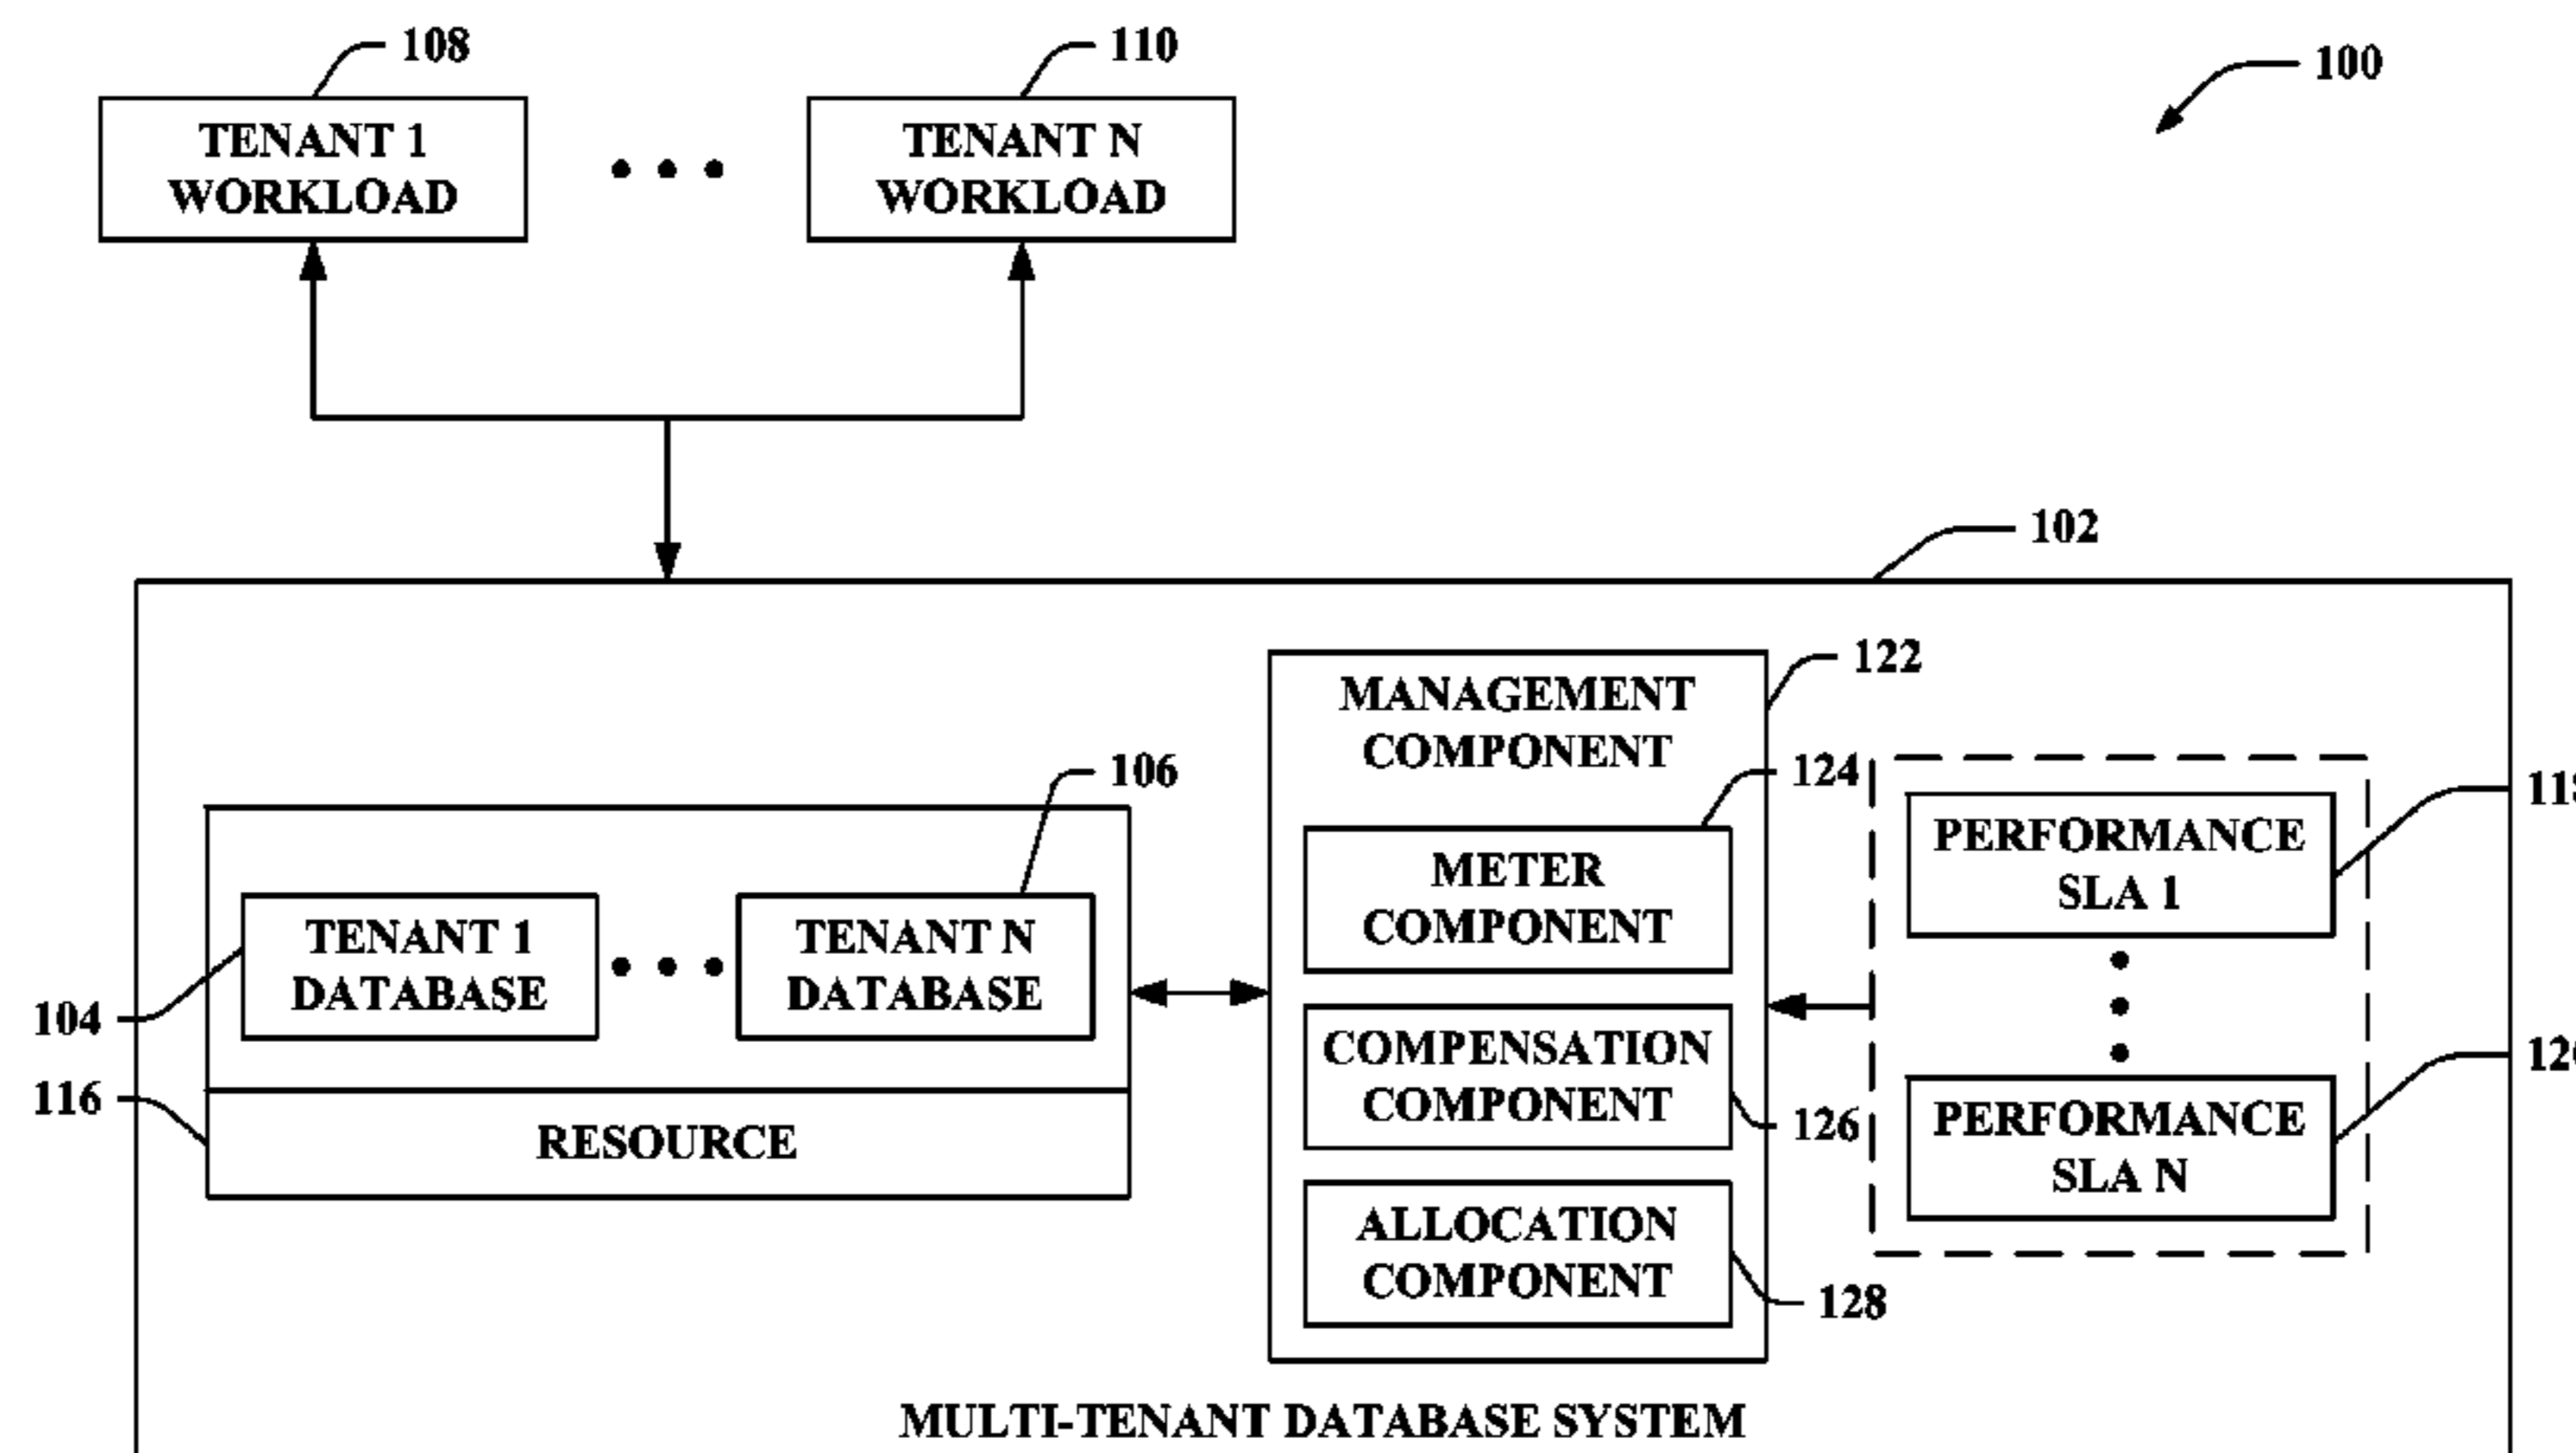 108
110
100
TENANT 1
WORKLOAD
TENANT N
WORKLOAD
102
122
MANAGEMENT
COMPONENT
106
124
METER
COMPONENT
PERFORMANCE
SLA 1
TENANT 1
DATABASE
TENANT N
DATABASE
104
COMPENSATION
COMPONENT
116
126
PERFORMANCE
SLA N
RESOURCE
ALLOCATION
COMPONENT
128
MULTI-TENANT DATABASE SYSTEM